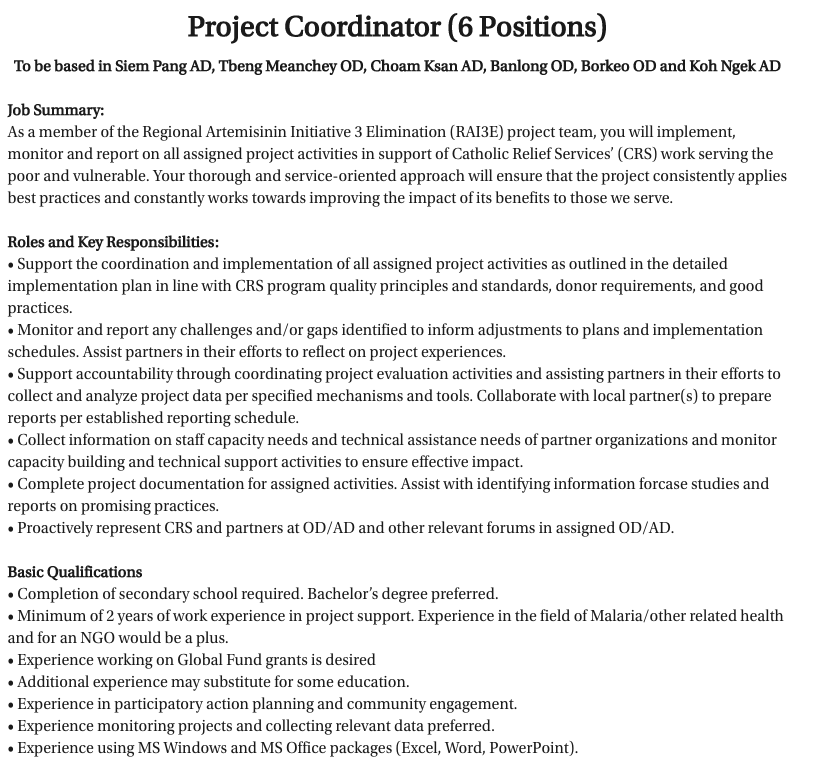 Project Coordinator (6 Positions)
To be based in Siem Pang AD, Tbeng Meanchey OD, Choam Ksan AD, Banlong OD, Borkeo OD and Koh Ngek AD
Job Summary:
As a member of the Regional Artemisinin Initiative 3 Elimination (RAI3E) project team, you will implement,
monitor and report on all assigned project activities in support of Catholic Relief Services’ (CRS) work serving the
poor and vulnerable. Your thorough and service-oriented approach will ensure that the project consistently applies
best practices and constantly works towards improving the impact of its benefits to those we serve.
Roles and Key Responsibilities:
• Support the coordination and implementation of all assigned project activities as outlined in the detailed
implementation plan in line with CRS program quality principles and standards, donor requirements, and good
practices.
• Monitor and report any challenges and/or gaps identified to inform adjustments to plans and implementation
schedules. Assist partners in their efforts to reflect on project experiences.
• Support accountability through coordinating project evaluation activities and assisting partners in their efforts to
collect and analyze project data per specified mechanisms and tools. Collaborate with local partner(s) to prepare
reports per established reporting schedule.
• Collect information on staff capacity needs and technical assistance needs of partner organizations and monitor
capacity building and technical support activities to ensure effective impact.
• Complete project documentation for assigned activities. Assist with identifying information forcase studies and
reports on promising practices.
• Proactively represent CRS and partners at OD/AD and other relevant forums in assigned OD/AD.
Basic Qualifications
• Completion of secondary school required. Bachelor’s degree preferred.
• Minimum of 2 years of work experience in project support. Experience in the field of Malaria/other related health
and for an NGO would be a plus.
• Experience working on Global Fund grants is desired
• Additional experience may substitute for some education.
• Experience in participatory action planning and community engagement.
• Experience monitoring projects and collecting relevant data preferred.
• Experience using MS Windows and MS Office packages (Excel, Word, PowerPoint).